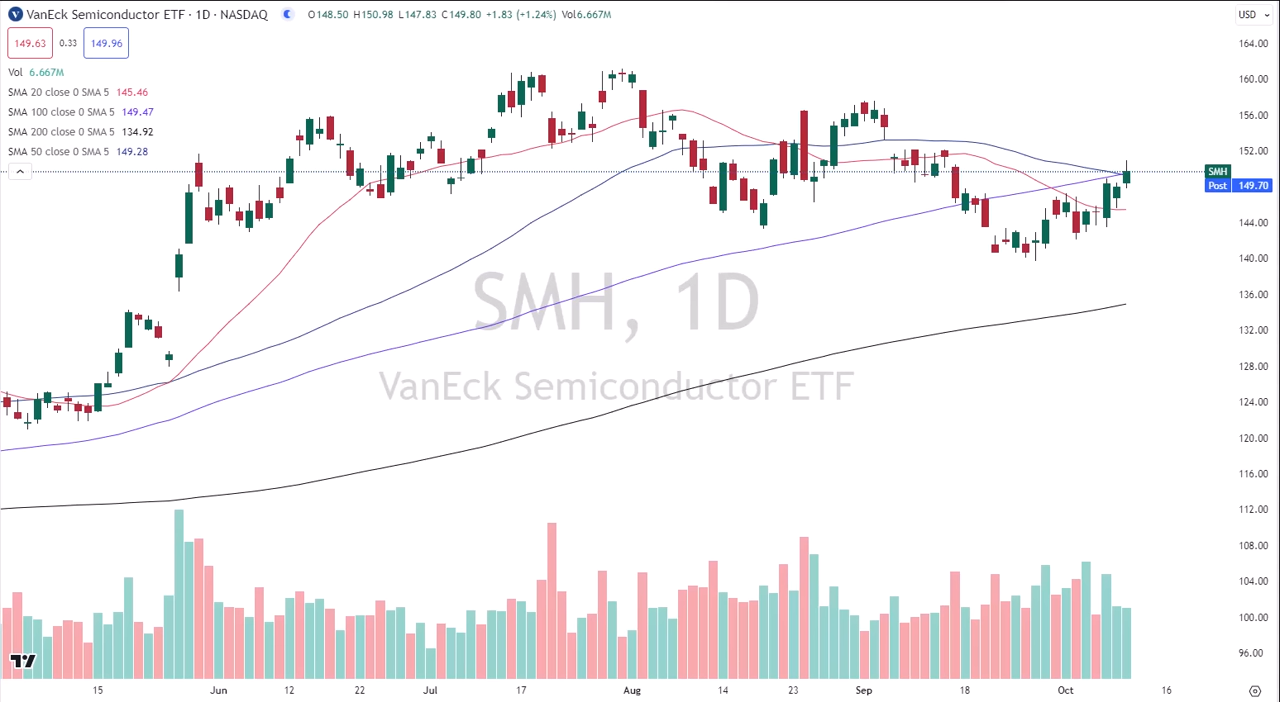 VanEck Semiconductor ETF · 1D · NASDAQ O148.50 H150.98 L147.83 C149.80 +1.83 (+1.24%) Vol6.667M
USD
149.63 0.33 149.96
Vol 6.667M
SMA 20 close 0 SMA 5 145.46
SMA 100 close 0 SMA 5 149.47
SMA 200 close 0 SMA 5 134.92
SMA 50 close 0 SMA 5 149.28
164.00
160.00
156.00
152.00
SMH
Post 149.70
144.00
140.00
136.00
132.00
128.00
124.00
120.00
116.00
112.00
108.00
104.00
100.00
96.00
SMH, 1D
VanEck Semiconductor ETF
15 Jun 12 22 Jul 17 Aug 14 23 Sep 18 Oct 16